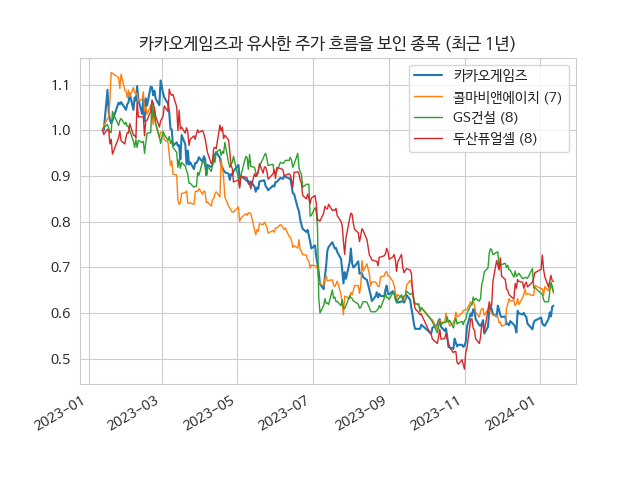 카카오게임즈과 유사한 주가 흐름을 보인 종목 (최근 1년)
카카오게임즈
콜마비앤에이치 (7)
GS건설 (8)
두산퓨얼셀 (8)
1.1
1.0
0.9
0.8
0.7
0.6
0.5
2023-01
2023-03
2023-05
2023-07
2023-09
2023-11
2024-01